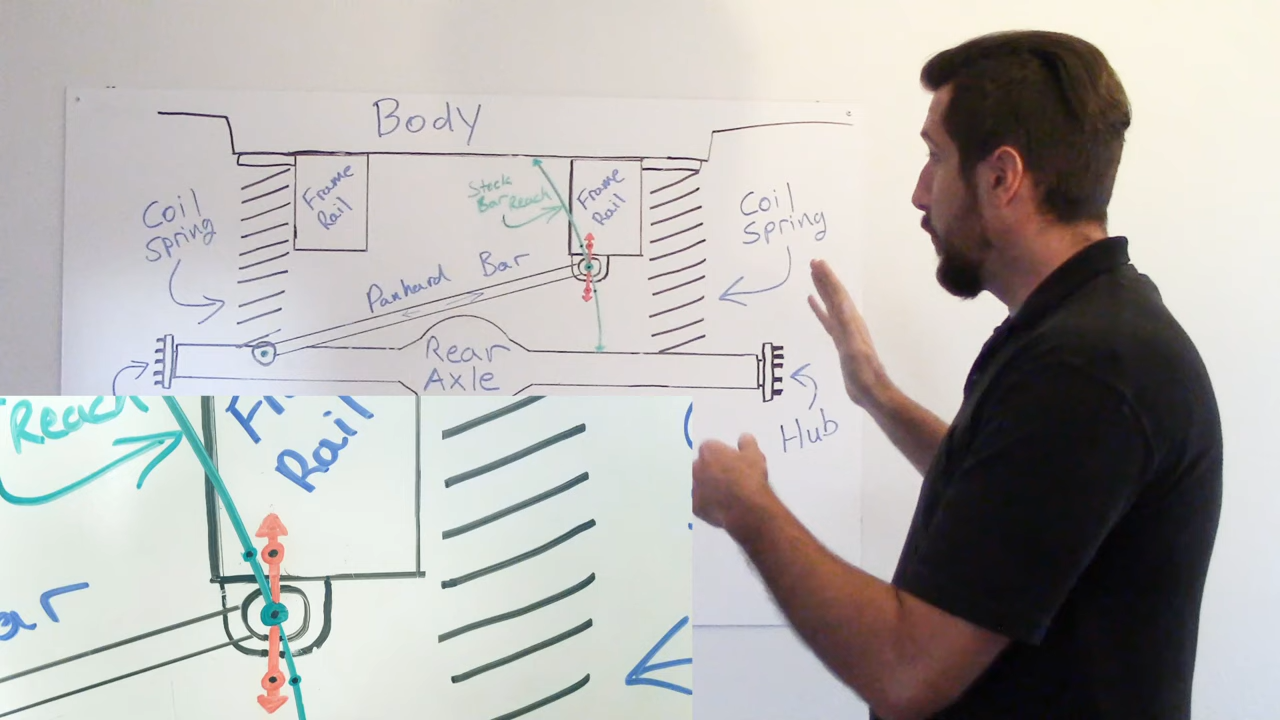 Body
Frame
Rail
Stock
Bar Reach
Frame
Rail
Coil
Spring
Coil
Spring
Panhard Bar
Rear
Axle
Hub
Reach
Rail
ar